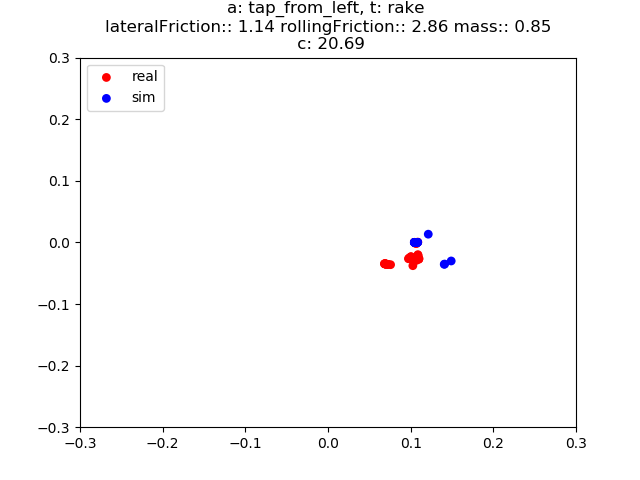 a: tap_from_left, t: rake
lateralFriction:: 1.14 rollingFriction:: 2.86 mass:: 0.85
c: 20.69
real
sim
0.3
0.2
0.1
0.0
−0.1
−0.2
−0.3
−0.3 −0.2 −0.1 0.0 0.1 0.2 0.3